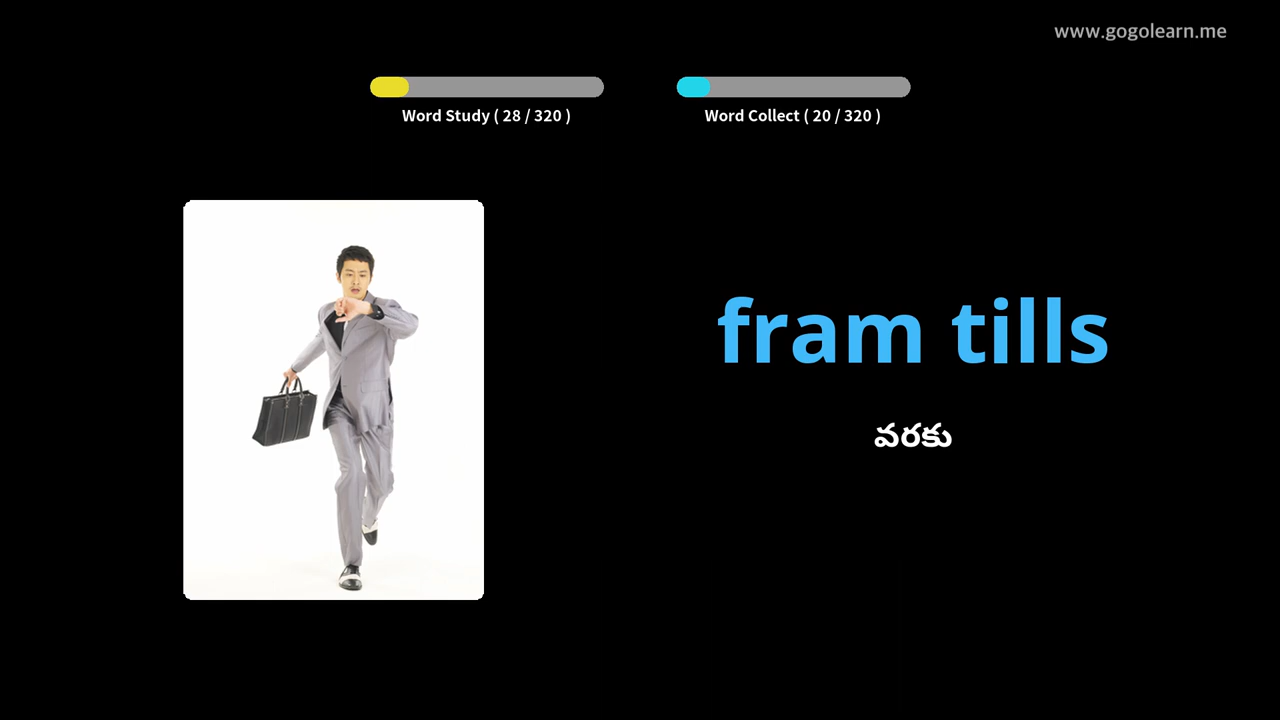 www.gogolearn.me
Word Study ( 28 / 320 )
Word Collect ( 20 / 320 )
fram tills
వరకు